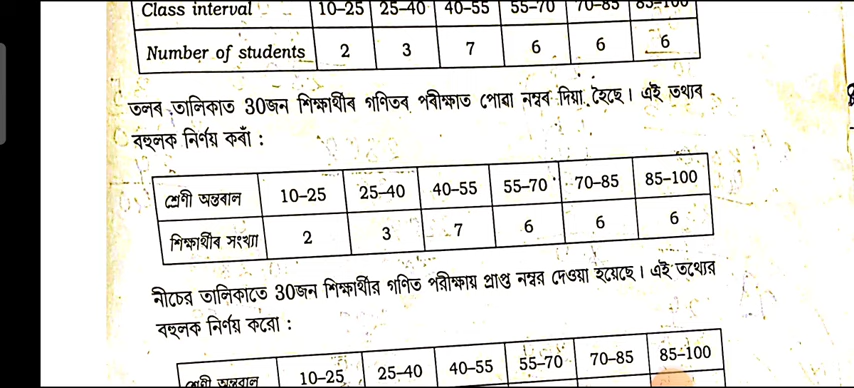 Class interval 10–25 25–40 40–55 55–70 70–85 85–100
Number of students 2 3 7 6 6 6
তলৰ তালিকাত 30জন শিক্ষাৰ্থীৰ গণিতৰ পৰীক্ষাত পোৱা নম্বৰ দিয়া হৈছে। এই তথ্যৰ
বহুলক নিৰ্ণয় কৰাঁ :
শ্ৰেণী অন্তৰাল 10–25 25–40 40–55 55–70 70–85 85–100
শিক্ষাৰ্থীৰ সংখ্যা 2 3 7 6 6 6
নীচের তালিকাতে 30জন শিক্ষার্থীর গণিত পরীক্ষায় প্রাপ্ত নম্বর দেওয়া হয়েছে। এই তথ্যের
বহুলক নির্ণয় করো :
শ্রেণী অন্তরাল 10–25 25–40 40–55 55–70 70–85 85–100